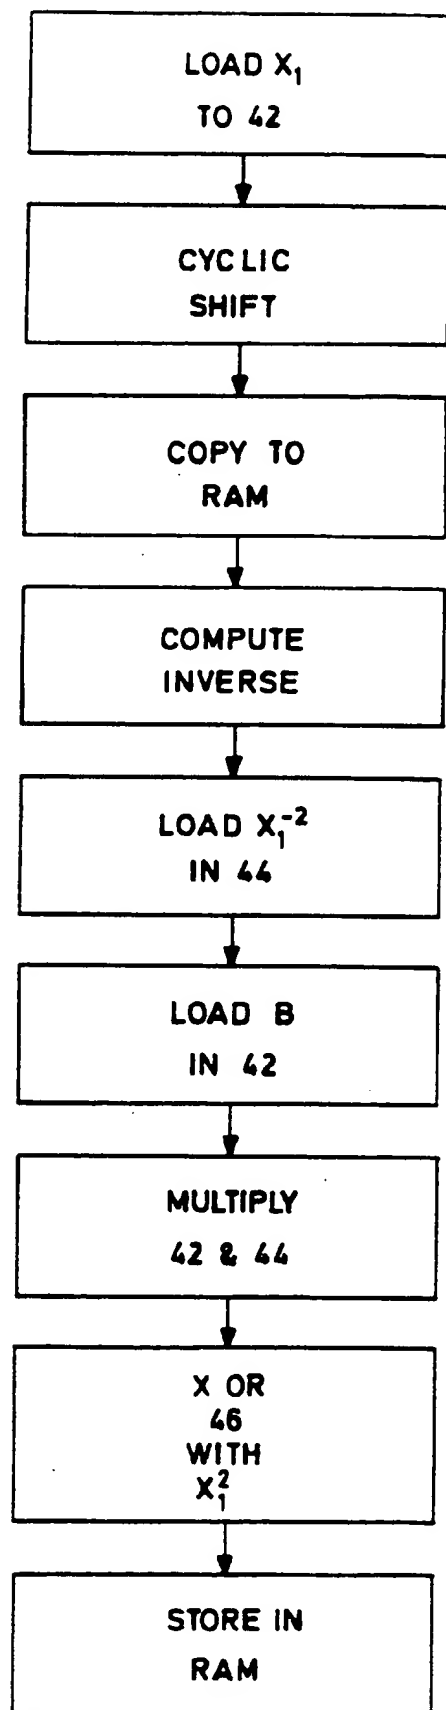 LOAD X₁
TO 42
CYCLIC
SHIFT
COPY TO
RAM
COMPUTE
INVERSE
LOAD X₁⁻²
IN 44
LOAD B
IN 42
MULTIPLY
42 & 44
X OR
46
WITH
X₁²
STORE IN
RAM